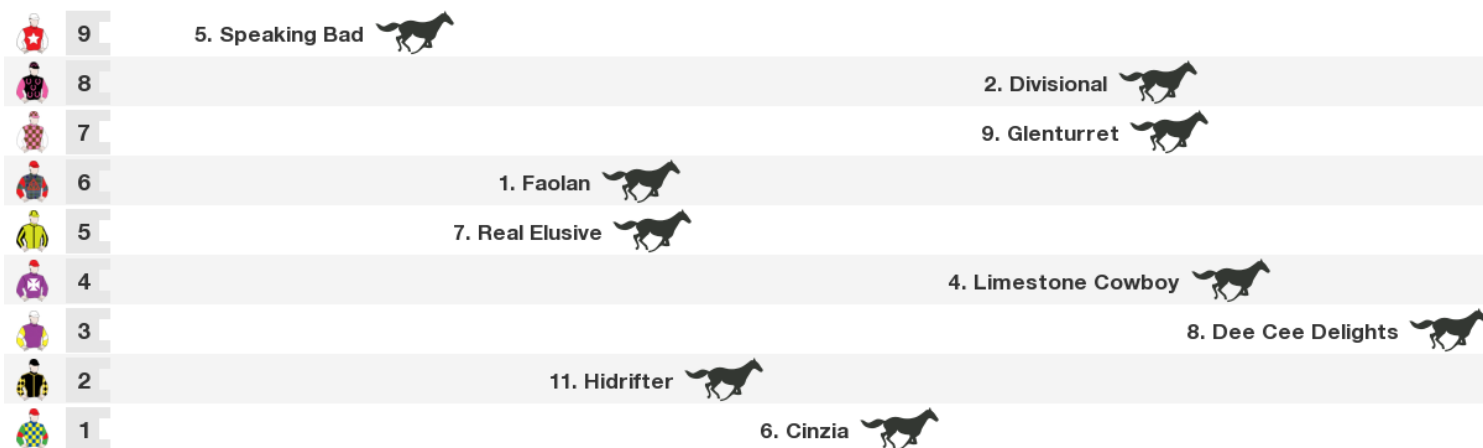 9 5. Speaking Bad
8 2. Divisional
7 9. Glenturret
6 1. Faolan
5 7. Real Elusive
4 4. Limestone Cowboy
3 8. Dee Cee Delights
2 11. Hidrifter
1 6. Cinzia